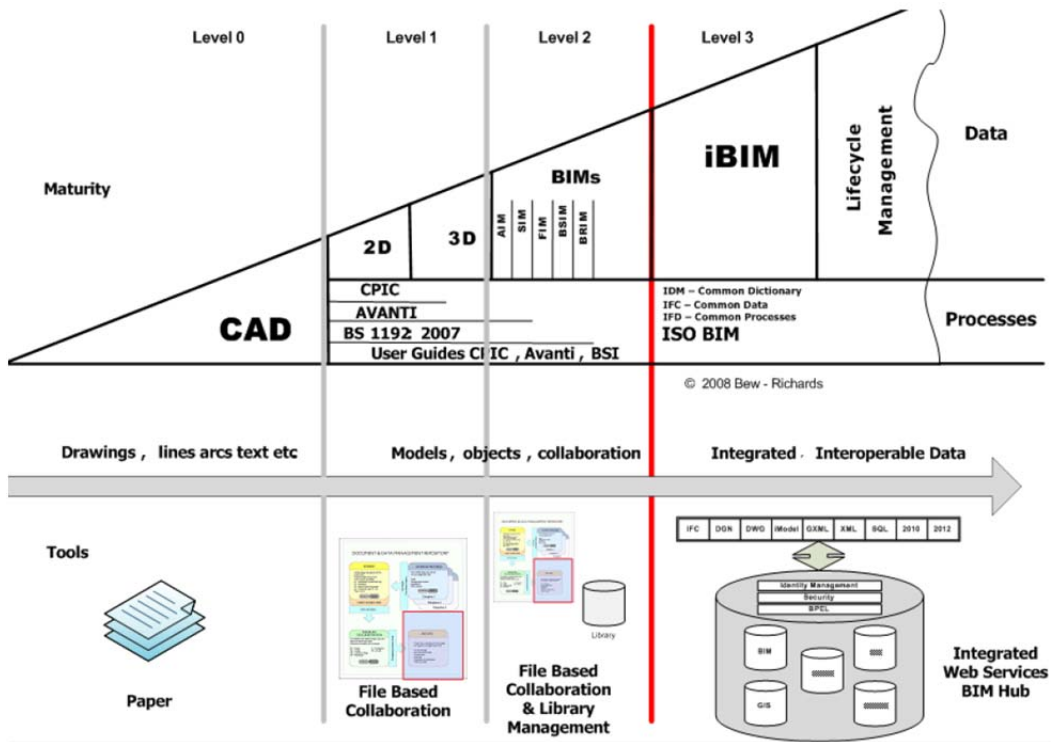 Level 0
Level 1
Level 2
Level 3
Maturity
Data
Processes
CAD
2D
3D
BIMs
AIM
SIM
FIM
BSIM
BRIM
iBIM
Lifecycle
Management
CPIC
AVANTI
BS 1192: 2007
User Guides CPIC , Avanti , BSI
IDM – Common Dictionary
IFC – Common Data
IFD – Common Processes
ISO BIM
© 2008 Bew - Richards
Drawings , lines arcs text etc
Models , objects , collaboration
Integrated , Interoperable Data
Tools
Paper
DOCUMENT & DATA MANAGEMENT REPOSITORY
File Based
Collaboration
Library
File Based
Collaboration
& Library
Management
IFC
DGN
DWG
iModel
GXML
XML
SQL
2010
2012
Identity Management
Security
BPEL
BIM
GIS
Integrated
Web Services
BIM Hub